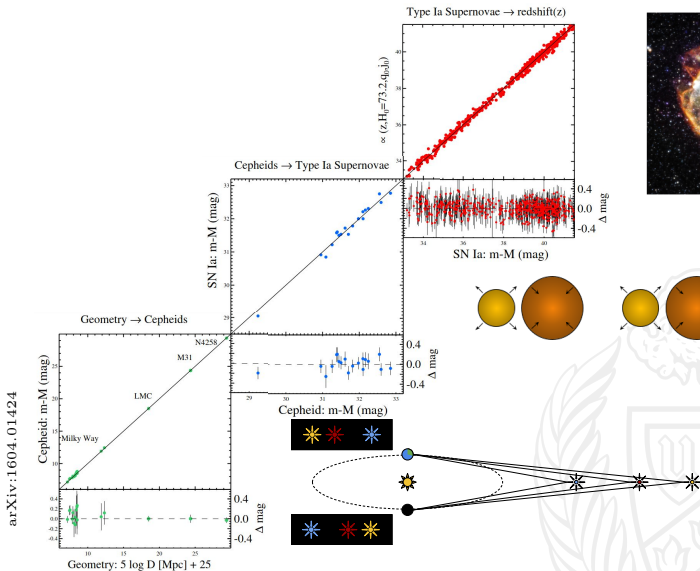 Type Ia Supernovae → redshift(z)
40
38
36
34
∝ (z,H₀=73.2,q₀,j₀)
0.4
0.0
-0.4
Δ mag
34
36
38
40
SN Ia: m-M (mag)
Cepheids → Type Ia Supernovae
33
32
31
30
29
SN Ia: m-M (mag)
0.4
0.0
-0.4
Δ mag
29
30
31
32
33
Cepheid: m-M (mag)
Geometry → Cepheids
N4258
M31
LMC
Milky Way
25
20
15
10
Cepheid: m-M (mag)
0.4
0.0
-0.4
0.4
0.0
-0.4
Δ mag
10
15
20
25
Geometry: 5 log D [Mpc] + 25
arXiv:1604.01424